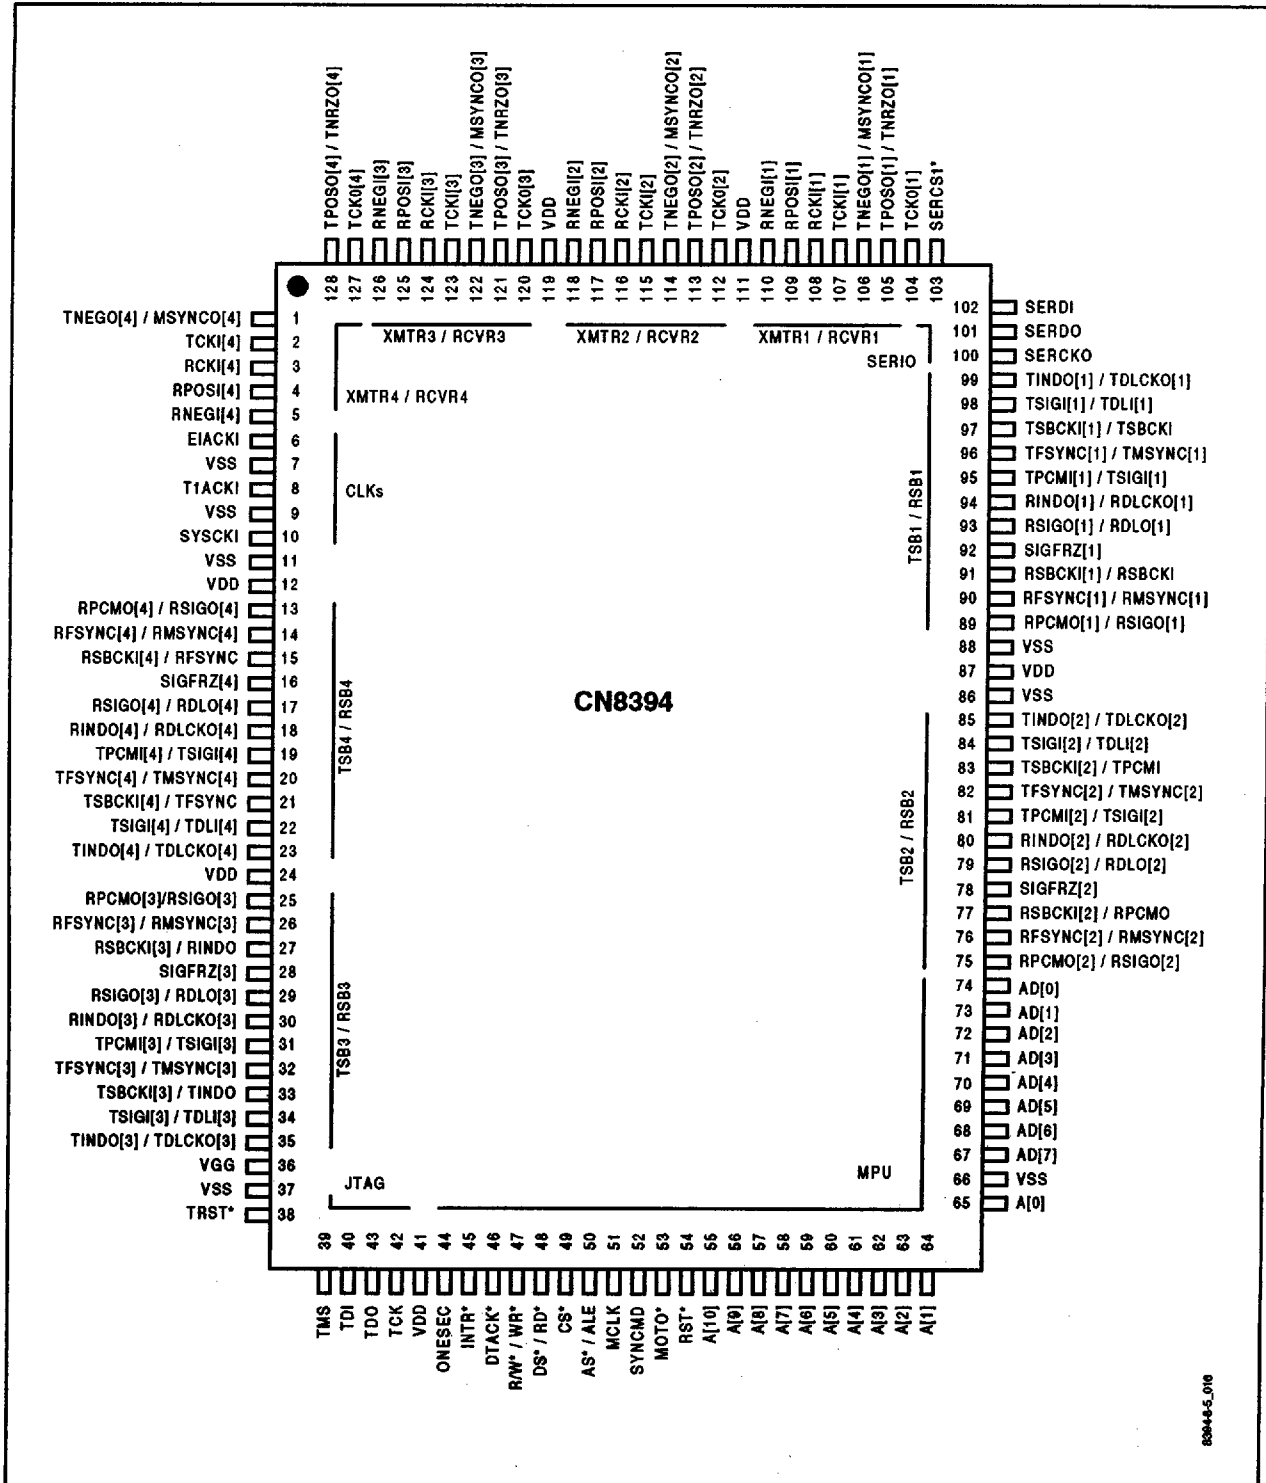 TPOSO[4] / TNRZO[4]
TCKO[4]
RNEGI[3]
RPOSI[3]
RCKI[3]
TCKI[3]
TNEGO[3] / MSYNCO[3]
TPOSO[3] / TNRZO[3]
TCKO[3]
VDD
RNEGI[2]
RPOSI[2]
RCKI[2]
TCKI[2]
TNEGO[2] / MSYNCO[2]
TPOSO[2] / TNRZO[2]
TCKO[2]
VDD
RNEGI[1]
RPOSI[1]
RCKI[1]
TCKI[1]
TNEGO[1] / MSYNCO[1]
TPOSO[1] / TNRZO[1]
TCKO[1]
SERCS1*
128 127 126 125 124 123 122 121 120 119 118 117 116 115 114 113 112 111 110 109 108 107 106 105 104 103
TNEGO[4] / MSYNCO[4] 1
TCKI[4] 2
RCKI[4] 3
RPOSI[4] 4
RNEGI[4] 5
EIACKI 6
VSS 7
T1ACKI 8
VSS 9
SYSCKI 10
VSS 11
VDD 12
RPCMO[4] / RSIGO[4] 13
RFSYNC[4] / RMSYNC[4] 14
RSBCKI[4] / RFSYNC 15
SIGFRZ[4] 16
RSIGO[4] / RDLO[4] 17
RINDO[4] / RDLCKO[4] 18
TPCMI[4] / TSIGI[4] 19
TFSYNC[4] / TMSYNC[4] 20
TSBCKI[4] / TFSYNC 21
TSIGI[4] / TDLI[4] 22
TINDO[4] / TDLCKO[4] 23
VDD 24
RPCMO[3]/RSIGO[3] 25
RFSYNC[3] / RMSYNC[3] 26
RSBCKI[3] / RINDO 27
SIGFRZ[3] 28
RSIGO[3] / RDLO[3] 29
RINDO[3] / RDLCKO[3] 30
TPCMI[3] / TSIGI[3] 31
TFSYNC[3] / TMSYNC[3] 32
TSBCKI[3] / TINDO 33
TSIGI[3] / TDLI[3] 34
TINDO[3] / TDLCKO[3] 35
VGG 36
VSS 37
TRST* 38
XMTR3 / RCVR3
XMTR2 / RCVR2
XMTR1 / RCVR1
SERIO
XMTR4 / RCVR4
CLKs
TSB4 / RSB4
TSB3 / RSB3
CN8394
TSB1 / RSB1
TSB2 / RSB2
JTAG
MPU
102 SERDI
101 SERDO
100 SERCKO
99 TINDO[1] / TDLCKO[1]
98 TSIGI[1] / TDLI[1]
97 TSBCKI[1] / TSBCKI
96 TFSYNC[1] / TMSYNC[1]
95 TPCMI[1] / TSIGI[1]
94 RINDO[1] / RDLCKO[1]
93 RSIGO[1] / RDLO[1]
92 SIGFRZ[1]
91 RSBCKI[1] / RSBCKI
90 RFSYNC[1] / RMSYNC[1]
89 RPCMO[1] / RSIGO[1]
88 VSS
87 VDD
86 VSS
85 TINDO[2] / TDLCKO[2]
84 TSIGI[2] / TDLI[2]
83 TSBCKI[2] / TPCMI
82 TFSYNC[2] / TMSYNC[2]
81 TPCMI[2] / TSIGI[2]
80 RINDO[2] / RDLCKO[2]
79 RSIGO[2] / RDLO[2]
78 SIGFRZ[2]
77 RSBCKI[2] / RPCMO
76 RFSYNC[2] / RMSYNC[2]
75 RPCMO[2] / RSIGO[2]
74 AD[0]
73 AD[1]
72 AD[2]
71 AD[3]
70 AD[4]
69 AD[5]
68 AD[6]
67 AD[7]
66 VSS
65 A[0]
39 40 43 42 41 44 45 46 47 48 49 50 51 52 53 54 55 56 57 58 59 60 61 62 63 64
TMS
TDI
TDO
TCK
VDD
ONESEC
INTR*
DTACK*
R/W* / WR*
DS* / RD*
CS*
AS* / ALE
MCLK
SYNCMD
MOTO*
RST*
A[10]
A[9]
A[8]
A[7]
A[6]
A[5]
A[4]
A[3]
A[2]
A[1]
8394-8-5_016